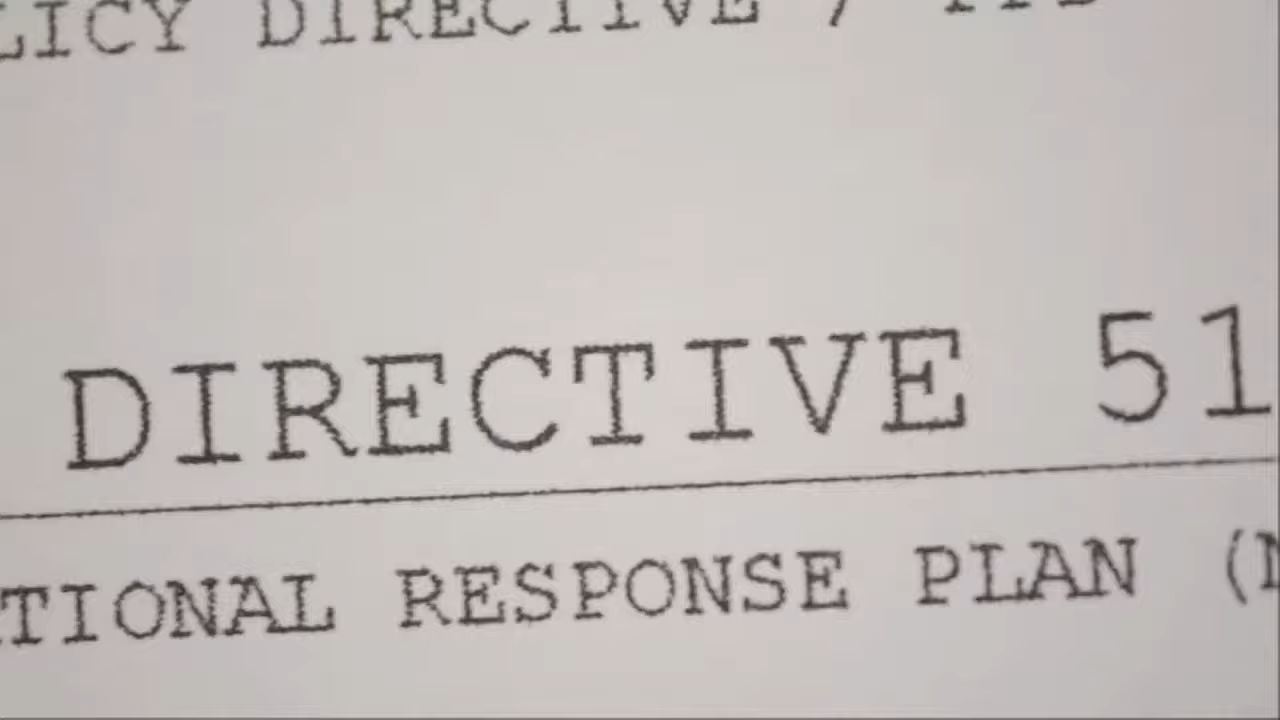 LICY DIRECTIVE /
DIRECTIVE 51
TIONAL RESPONSE PLAN (